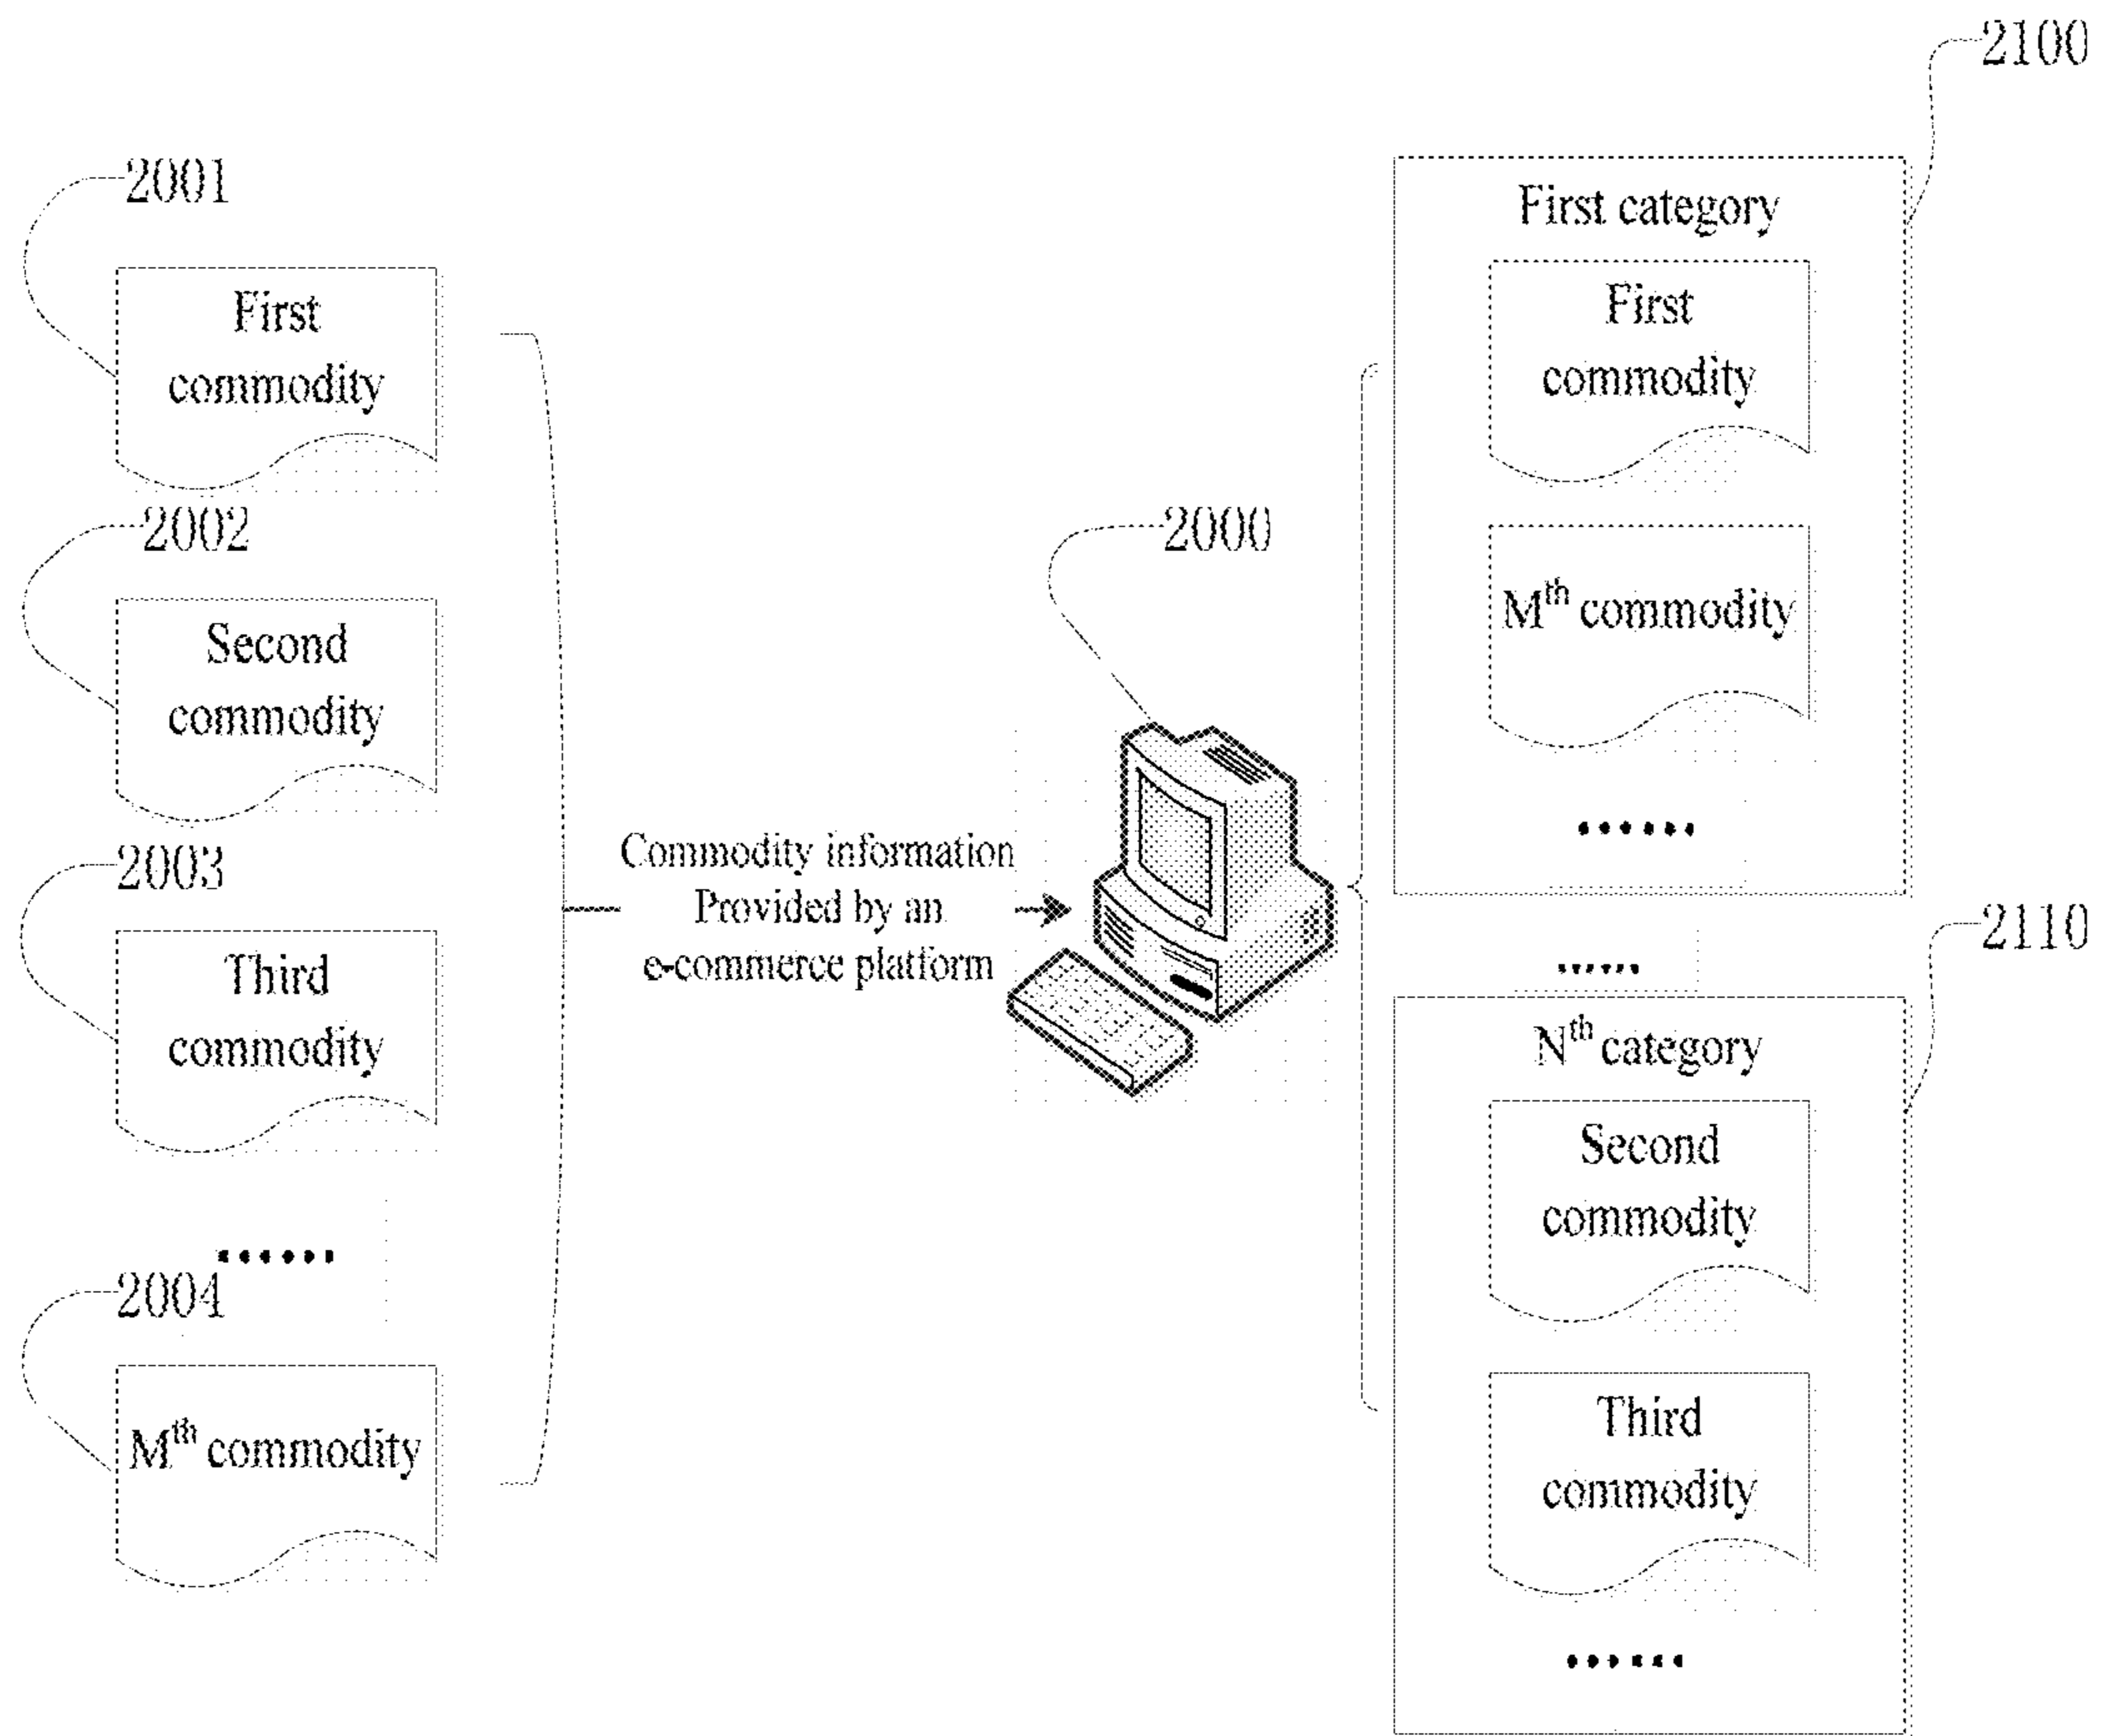 2001
First
commodity
2002
Second
commodity
2003
Third
commodity
......
2004
Mth commodity
Commodity information
Provided by an
e-commerce platform
2000
2100
First category
First
commodity
Mth commodity
......
......
2110
Nth category
Second
commodity
Third
commodity
......